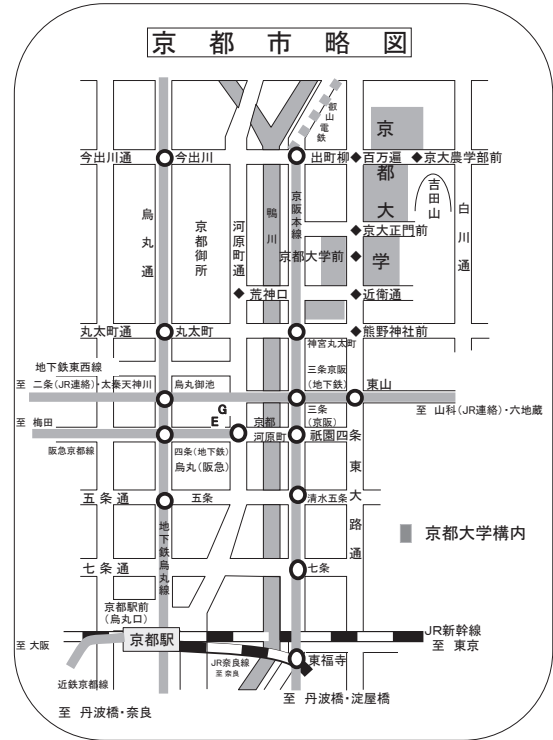 京都市略図
叡山電鉄
京都大学
今出川通
今出川
出町柳
◆百万遍
◆京大農学部前
吉田山
白川通
烏丸通
京都御所
河原町通
鴨川
京阪本線
◆京大正門前
京都大学前◆
◆荒神口
◆近衛通
丸太町通
丸太町
神宮丸太町
◆熊野神社前
地下鉄東西線
至 二条(JR連絡)・太秦天神川
烏丸御池
三条京阪
(地下鉄)
東山
三条
(京阪)
至 山科(JR連絡)・六地蔵
G
E
至 梅田
京都
河原町
祇園四条
阪急京都線
四条(地下鉄)
烏丸(阪急)
東大路通
五条通
五条
清水五条
地下鉄烏丸線
京都大学構内
七条通
七条
京都駅前
(烏丸口)
京都駅
至 大阪
JR新幹線
至 東京
JR奈良線
至 奈良
東福寺
近鉄京都線
至 丹波橋・奈良
至 丹波橋・淀屋橋